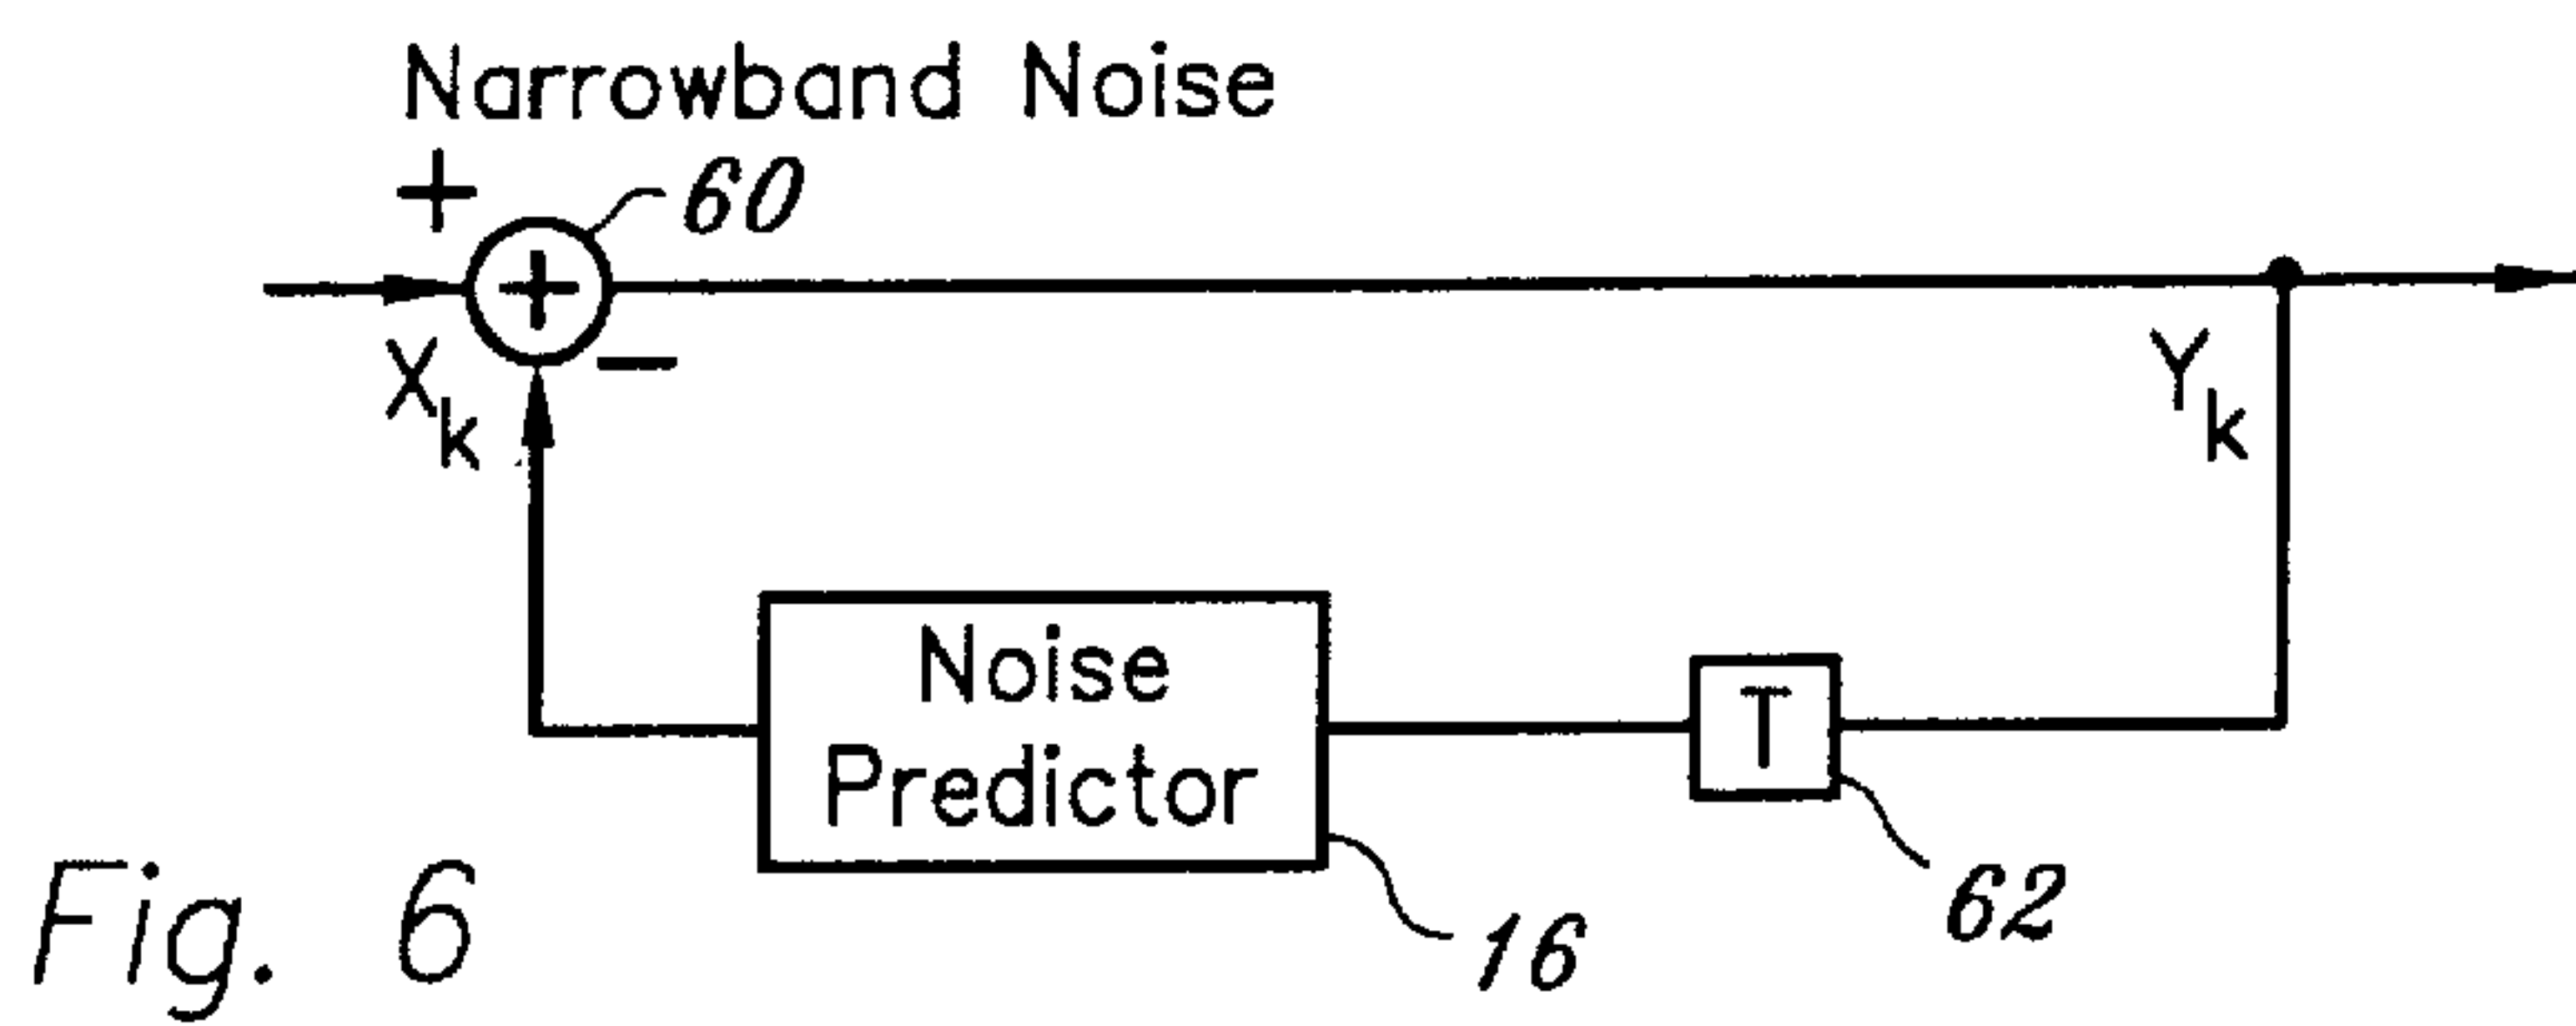 Narrowband Noise
+
60
+
−
X_k
Y_k
Noise
Predictor
T
62
16
Fig. 6